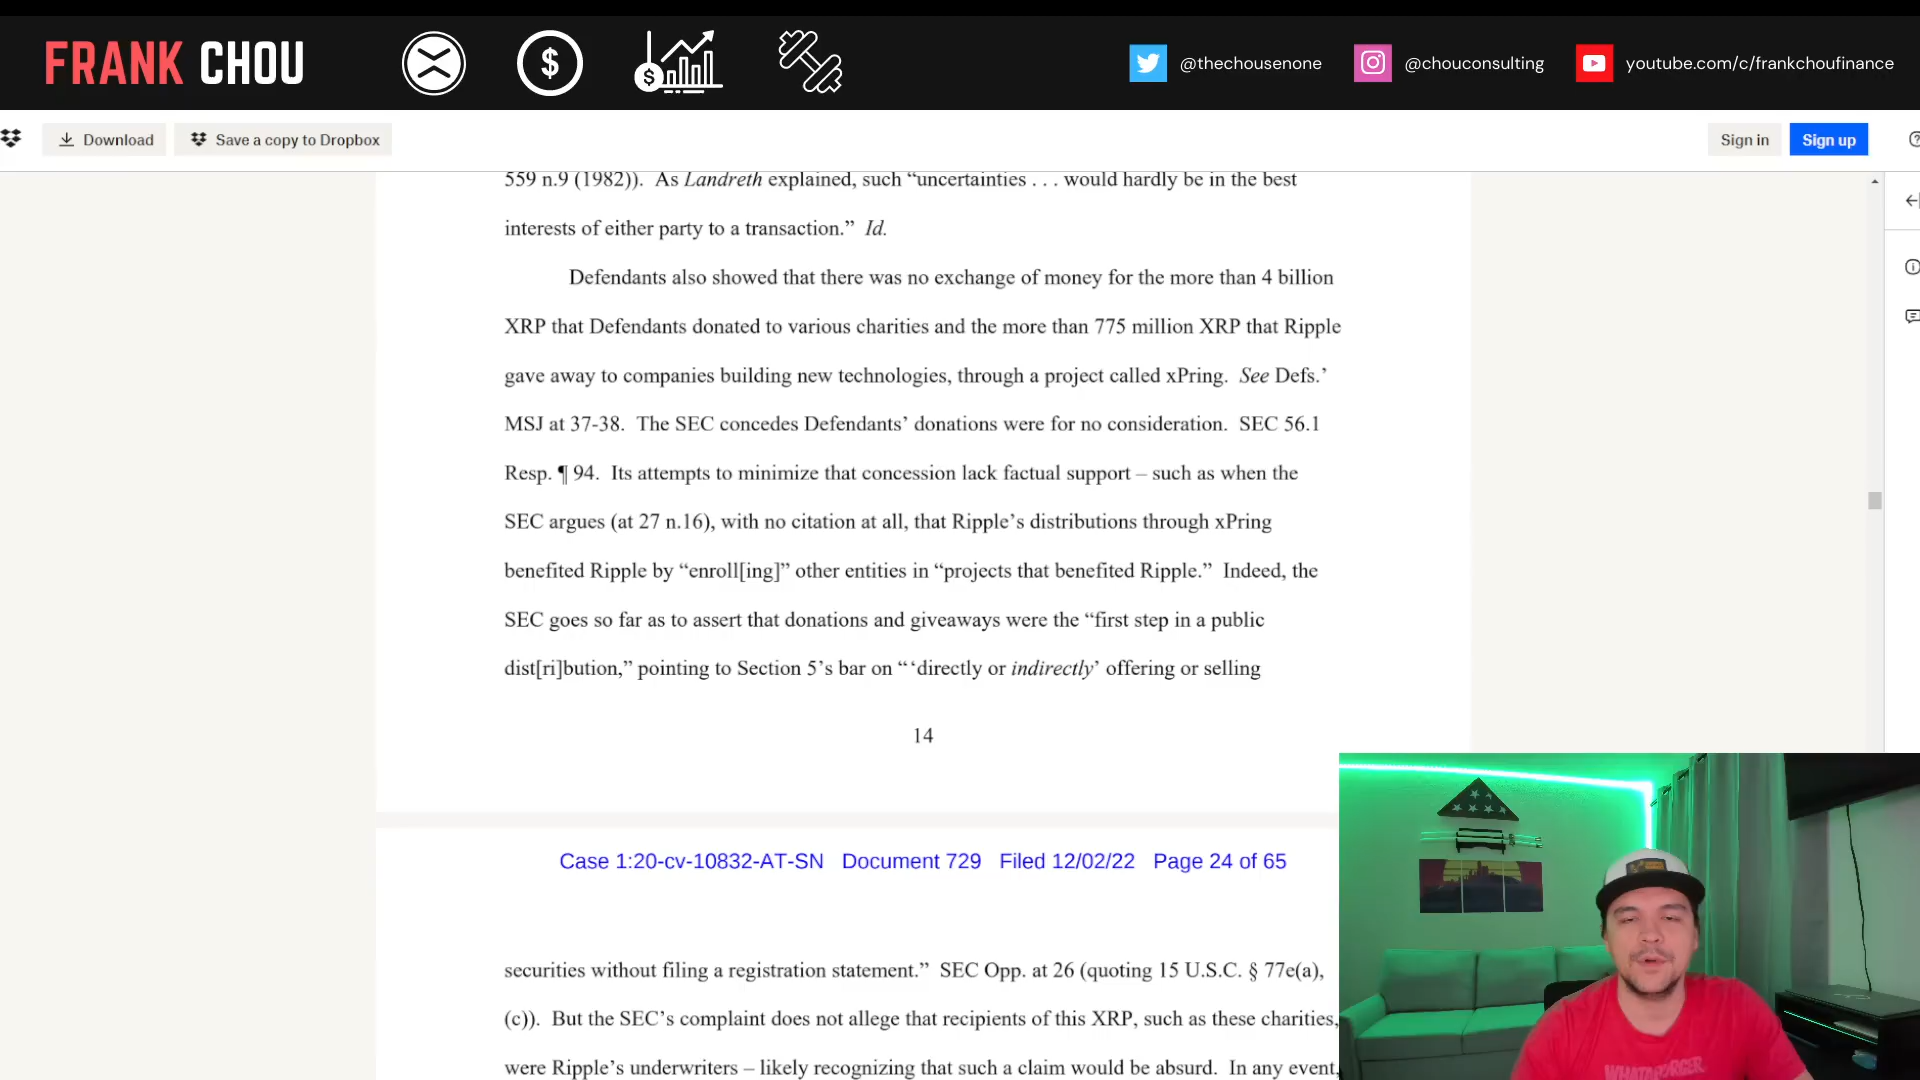 FRANK CHOU
@thechousenone
@chouconsulting
youtube.com/c/frankchoufinance
Download
Save a copy to Dropbox
Sign in
Sign up
559 n.9 (1982)). As Landreth explained, such “uncertainties . . . would hardly be in the best
interests of either party to a transaction.” Id.
Defendants also showed that there was no exchange of money for the more than 4 billion
XRP that Defendants donated to various charities and the more than 775 million XRP that Ripple
gave away to companies building new technologies, through a project called xPring. See Defs.’
MSJ at 37-38. The SEC concedes Defendants’ donations were for no consideration. SEC 56.1
Resp. ¶ 94. Its attempts to minimize that concession lack factual support – such as when the
SEC argues (at 27 n.16), with no citation at all, that Ripple’s distributions through xPring
benefited Ripple by “enroll[ing]” other entities in “projects that benefited Ripple.” Indeed, the
SEC goes so far as to assert that donations and giveaways were the “first step in a public
dist[ri]bution,” pointing to Section 5’s bar on “‘directly or indirectly’ offering or selling
14
Case 1:20-cv-10832-AT-SN Document 729 Filed 12/02/22 Page 24 of 65
securities without filing a registration statement.” SEC Opp. at 26 (quoting 15 U.S.C. § 77e(a),
(c)). But the SEC’s complaint does not allege that recipients of this XRP, such as these charities,
were Ripple’s underwriters – likely recognizing that such a claim would be absurd. In any event,
WHATABURGER